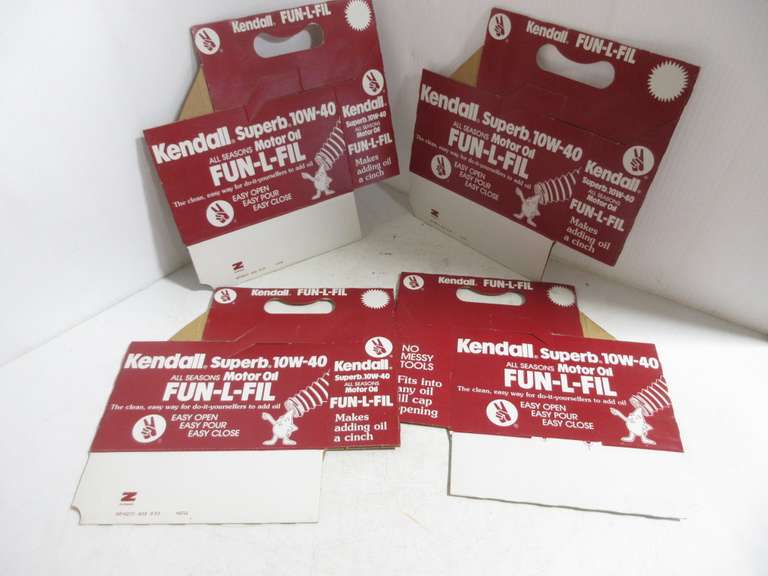 Kendall® FUN-L-FIL
Kendall® Superb. 10W-40
ALL SEASONS Motor Oil
FUN-L-FIL
The clean, easy way for do-it-yourselfers to add oil
EASY OPEN
EASY POUR
EASY CLOSE
Kendall®
Superb. 10W-40
ALL SEASONS
Motor Oil
FUN-L-FIL
Makes
adding oil
a cinch
Z
Kendall® FUN-L-FIL
Kendall® Superb. 10W-40
ALL SEASONS Motor Oil
FUN-L-FIL
The clean, easy way for do-it-yourselfers to add oil
EASY OPEN
EASY POUR
EASY CLOSE
Kendall®
Superb. 10W-40
ALL SEASONS
Motor Oil
FUN-L-FIL
Makes
adding oil
a cinch
Z
Kendall® FUN-L-FIL
Kendall® Superb. 10W-40
ALL SEASONS Motor Oil
FUN-L-FIL
The clean, easy way for do-it-yourselfers to add oil
EASY OPEN
EASY POUR
EASY CLOSE
Kendall®
Superb. 10W-40
ALL SEASONS
Motor Oil
FUN-L-FIL
Makes
adding oil
a cinch
Z
Kendall® FUN-L-FIL
NO
MESSY
TOOLS
Fits into
any oil
fill cap
opening
Kendall® Superb. 10W-40
ALL SEASONS Motor Oil
FUN-L-FIL
The clean, easy way for do-it-yourselfers to add oil
EASY OPEN
EASY POUR
EASY CLOSE